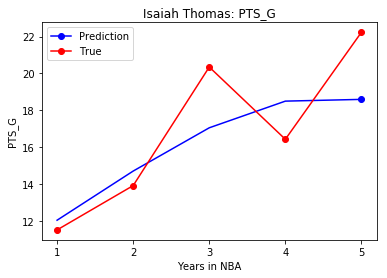 Isaiah Thomas: PTS_G
Prediction
True
22
20
18
16
14
12
PTS_G
1 2 3 4 5
Years in NBA